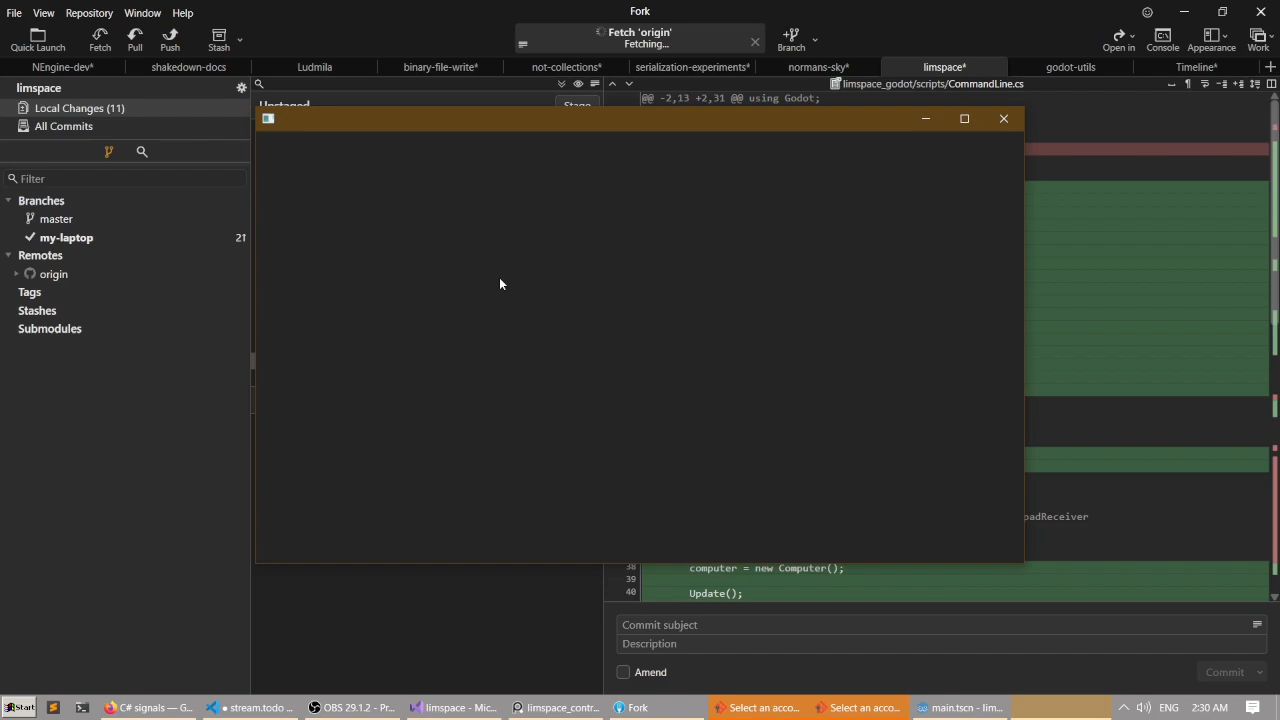 File View Repository Window Help
Fork
Quick Launch
Fetch
Pull
Push
Stash
Fetch 'origin'
Fetching...
Branch
Open in
Console
Appearance
Work
NEngine-dev*
shakedown-docs
Ludmila
binary-file-write*
not-collections*
serialization-experiments*
normans-sky*
limspace*
godot-utils
Timeline*
limspace
Local Changes (11)
All Commits
Filter
Branches
master
my-laptop 2↑
Remotes
origin
Tags
Stashes
Submodules
Unstaged
Stage
limspace_godot/scripts/CommandLine.cs
@@ -2,13 +2,31 @@ using Godot;
padReceiver
38 computer = new Computer();
39
40 Update();
Commit subject
Description
Amend
Commit
Start
C# signals — G...
stream.todo ...
OBS 29.1.2 - Pr...
limspace - Mic...
limspace_contr...
Fork
Select an acco...
Select an acco...
main.tscn - lim...
ENG
2:30 AM